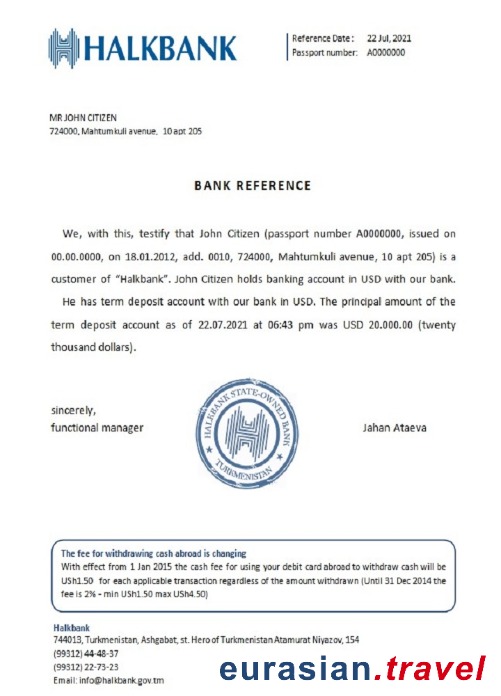 HALKBANK
Reference Date: 22 Jul, 2021
Passport number: A0000000
MR JOHN CITIZEN
724000, Mahtumkuli avenue, 10 apt 205
BANK REFERENCE
We, with this, testify that John Citizen (passport number A0000000, issued on
00.00.0000, on 18.01.2012, add. 0010, 724000, Mahtumkuli avenue, 10 apt 205) is a
customer of “Halkbank”. John Citizen holds banking account in USD with our bank.
He has term deposit account with our bank in USD. The principal amount of the
term deposit account as of 22.07.2021 at 06:43 pm was USD 20.000.00 (twenty
thousand dollars).
sincerely,
functional manager
HALKBANK STATE-OWNED BANK
TURKMENISTAN
Jahan Ataeva
The fee for withdrawing cash abroad is changing
With effect from 1 Jan 2015 the cash fee for using your debit card abroad to withdraw cash will be
USh1.50 for each applicable transaction regardless of the amount withdrawn (Until 31 Dec 2014 the
fee is 2% - min USh1.50 max USh4.50)
Halkbank
744013, Turkmenistan, Ashgabat, st. Hero of Turkmenistan Atamurat Niyazov, 154
(99312) 44-48-37
(99312) 22-73-23
Email: info@halkbank.gov.tm
eurasian.travel